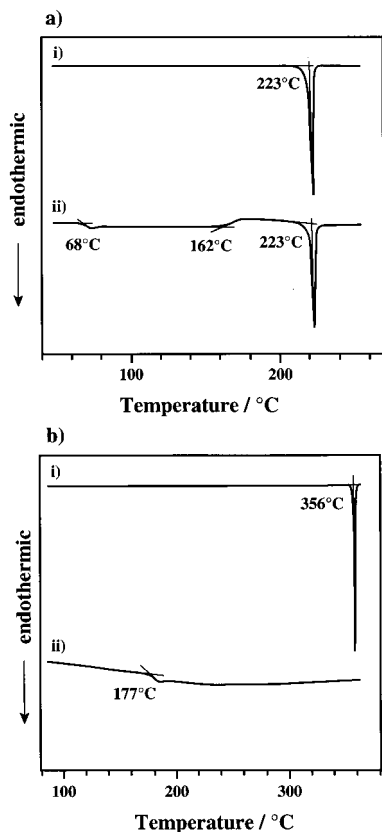 a)
i)
223°C
ii)
68°C 162°C 223°C
endothermic
100 200
Temperature / °C
b)
i)
356°C
ii)
177°C
endothermic
100 200 300
Temperature / °C